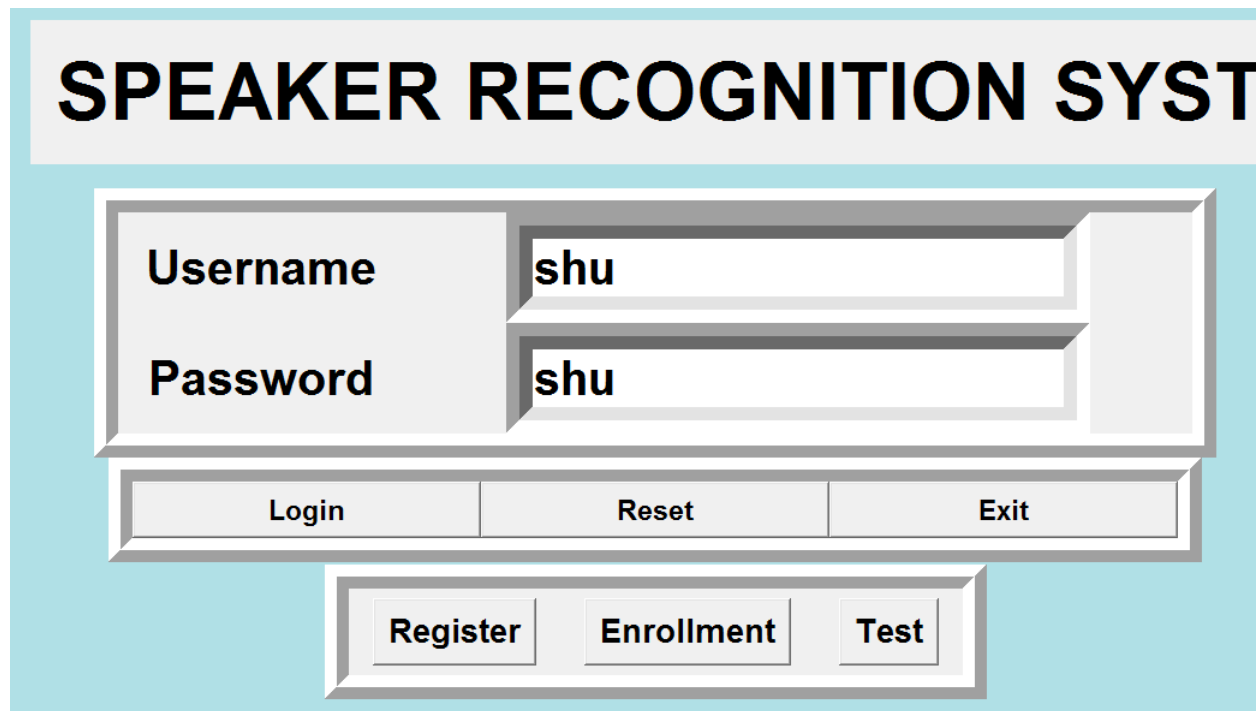 SPEAKER RECOGNITION SYST
Username shu
Password shu
Login Reset Exit
Register Enrollment Test